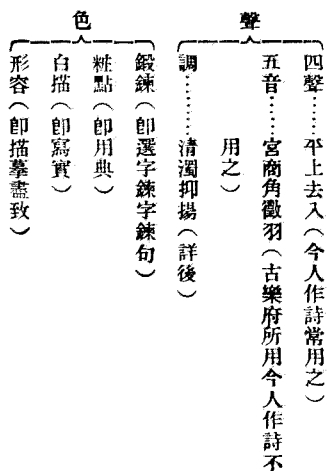 聲
四聲……平上去入（今人作詩常用之）
五音……宮商角徵羽（古樂府所用今人作詩不
用之）
調………清濁抑揚（詳後）
色
鍛鍊（卽選字鍊字鍊句）
粧點（卽用典）
白描（卽寫實）
形容（卽描摹盡致）